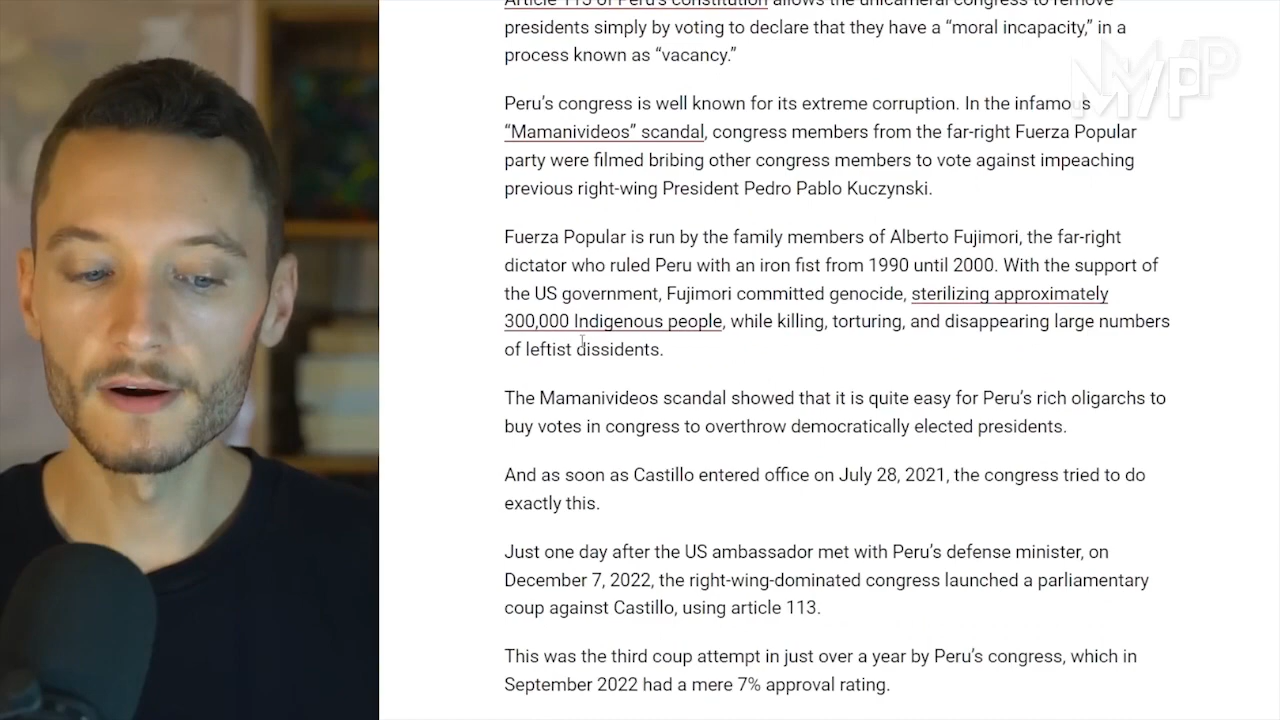 Article 113 of Peru's constitution allows the unicameral congress to remove
presidents simply by voting to declare that they have a “moral incapacity,” in a
process known as “vacancy.”
Peru’s congress is well known for its extreme corruption. In the infamous
“Mamanivideos” scandal, congress members from the far-right Fuerza Popular
party were filmed bribing other congress members to vote against impeaching
previous right-wing President Pedro Pablo Kuczynski.
Fuerza Popular is run by the family members of Alberto Fujimori, the far-right
dictator who ruled Peru with an iron fist from 1990 until 2000. With the support of
the US government, Fujimori committed genocide, sterilizing approximately
300,000 Indigenous people, while killing, torturing, and disappearing large numbers
of leftist dissidents.
The Mamanivideos scandal showed that it is quite easy for Peru’s rich oligarchs to
buy votes in congress to overthrow democratically elected presidents.
And as soon as Castillo entered office on July 28, 2021, the congress tried to do
exactly this.
Just one day after the US ambassador met with Peru’s defense minister, on
December 7, 2022, the right-wing-dominated congress launched a parliamentary
coup against Castillo, using article 113.
This was the third coup attempt in just over a year by Peru’s congress, which in
September 2022 had a mere 7% approval rating.